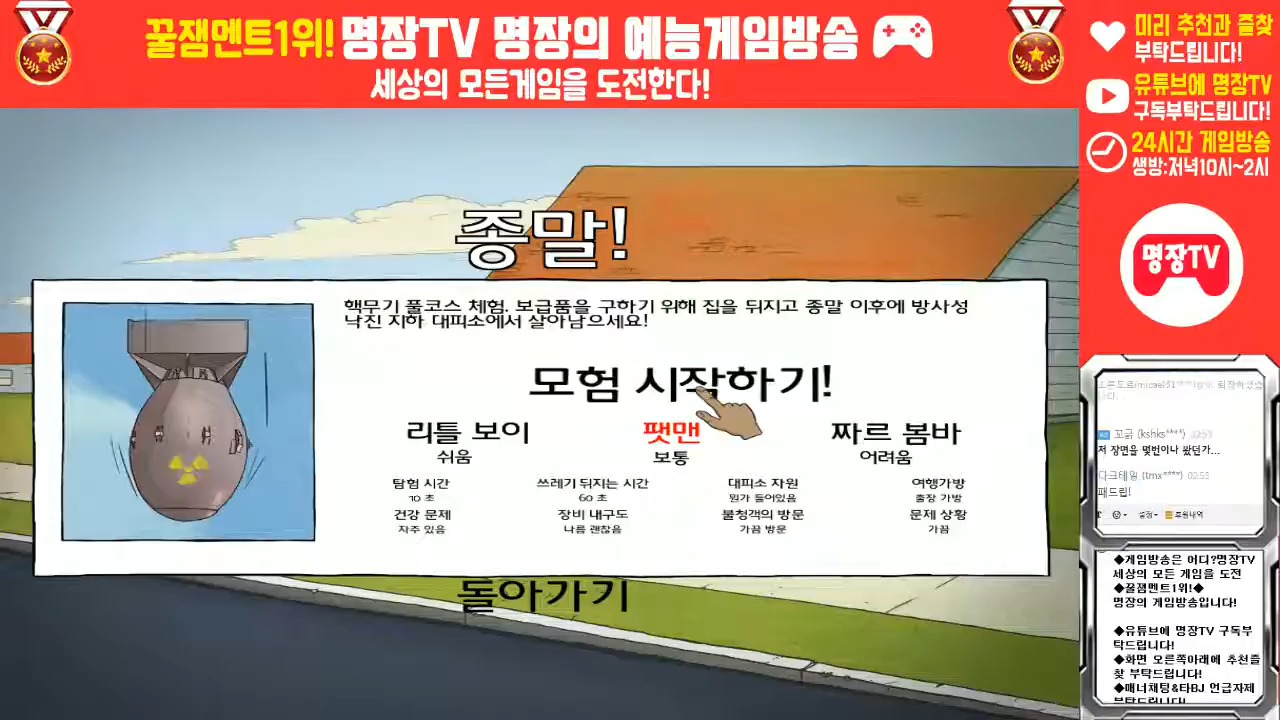 꿀잼멘트1위! 명장TV 명장의 예능게임방송
세상의 모든게임을 도전한다!
미리 추천과 즐찾
부탁드립니다!
유튜브에 명장TV
구독부탁드립니다!
24시간 게임방송
생방:저녁10시~2시
명장TV
종말!
핵무기 풀코스 체험. 보급품을 구하기 위해 집을 뒤지고 종말 이후에 방사성
낙진 지하 대피소에서 살아남으세요!
모험 시작하기!
리틀 보이
쉬움
팻맨
보통
짜르 봄바
어려움
탐험 시간
10 초
쓰레기 뒤지는 시간
60 초
대피소 자원
뭔가 들어있음
여행가방
출장 가방
건강 문제
자주 있음
장비 내구도
나름 괜찮음
불청객의 방문
가끔 방문
문제 상황
가끔
돌아가기
꼬귥 (kshks****) 02:53
저 장면을 몇번이나 봤던가...
다크테일 (tmx****) 02:53
패드립!
설정 후원내역
◆게임방송은 어디?명장TV
세상의 모든 게임을 도전
◆꿀잼멘트1위!◆
명장의 게임방송입니다!
◆유튜브에 명장TV 구독부
탁드립니다!
◆화면 오른쪽아래에 추천즐
찾 부탁드립니다!
◆매너채팅&타BJ 언급자제
부탁드립니다!